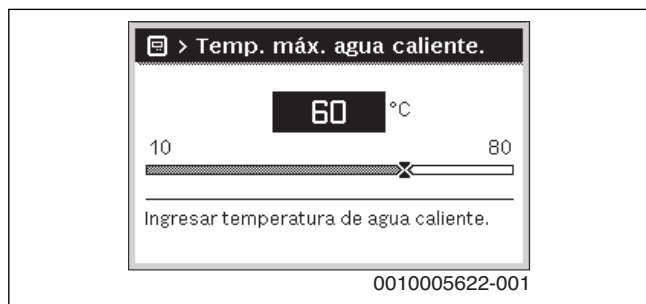 > Temp. máx. agua caliente.
60 °C
10 80
Ingresar temperatura de agua caliente.
0010005622-001